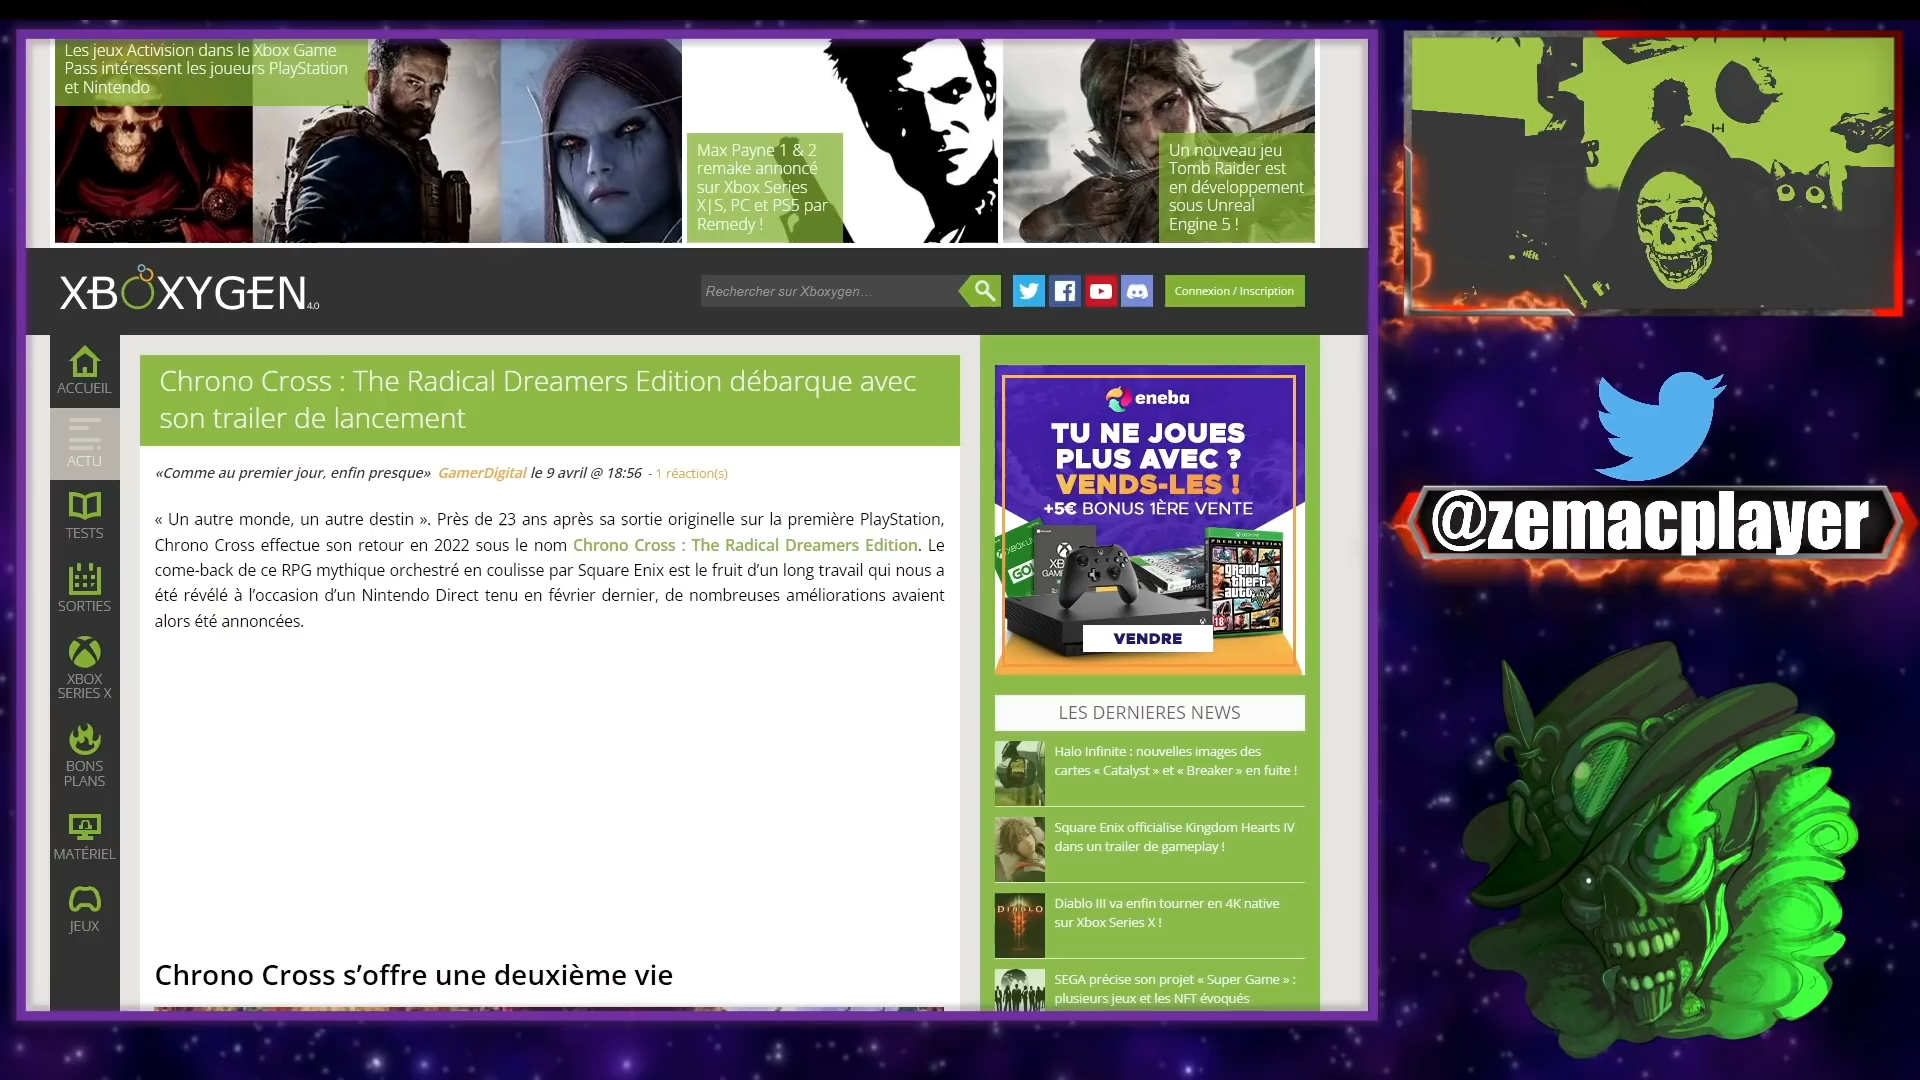 Les jeux Activision dans le Xbox Game
Pass intéressent les joueurs PlayStation
et Nintendo
Max Payne 1 & 2
remake annoncé
sur Xbox Series
X|S, PC et PS5 par
Remedy !
Un nouveau jeu
Tomb Raider est
en développement
sous Unreal
Engine 5 !
XBOXYGEN 4.0
Rechercher sur Xboxygen…
Connexion / Inscription
ACCUEIL
ACTU
TESTS
SORTIES
XBOX
SERIES X
BONS
PLANS
MATÉRIEL
JEUX
Chrono Cross : The Radical Dreamers Edition débarque avec
son trailer de lancement
«Comme au premier jour, enfin presque» GamerDigital le 9 avril @ 18:56 - 1 réaction(s)
« Un autre monde, un autre destin ». Près de 23 ans après sa sortie originelle sur la première PlayStation,
Chrono Cross effectue son retour en 2022 sous le nom Chrono Cross : The Radical Dreamers Edition. Le
come-back de ce RPG mythique orchestré en coulisse par Square Enix est le fruit d’un long travail qui nous a
été révélé à l’occasion d’un Nintendo Direct tenu en février dernier, de nombreuses améliorations avaient
alors été annoncées.
Chrono Cross s’offre une deuxième vie
eneba
TU NE JOUES
PLUS AVEC ?
VENDS-LES !
+5€ BONUS 1ÈRE VENTE
PREMIUM EDITION
grand
theft
auto
18
VENDRE
LES DERNIERES NEWS
Halo Infinite : nouvelles images des
cartes « Catalyst » et « Breaker » en fuite !
Square Enix officialise Kingdom Hearts IV
dans un trailer de gameplay !
DIABLO
Diablo III va enfin tourner en 4K native
sur Xbox Series X !
SEGA précise son projet « Super Game » :
plusieurs jeux et les NFT évoqués
@zemacplayer